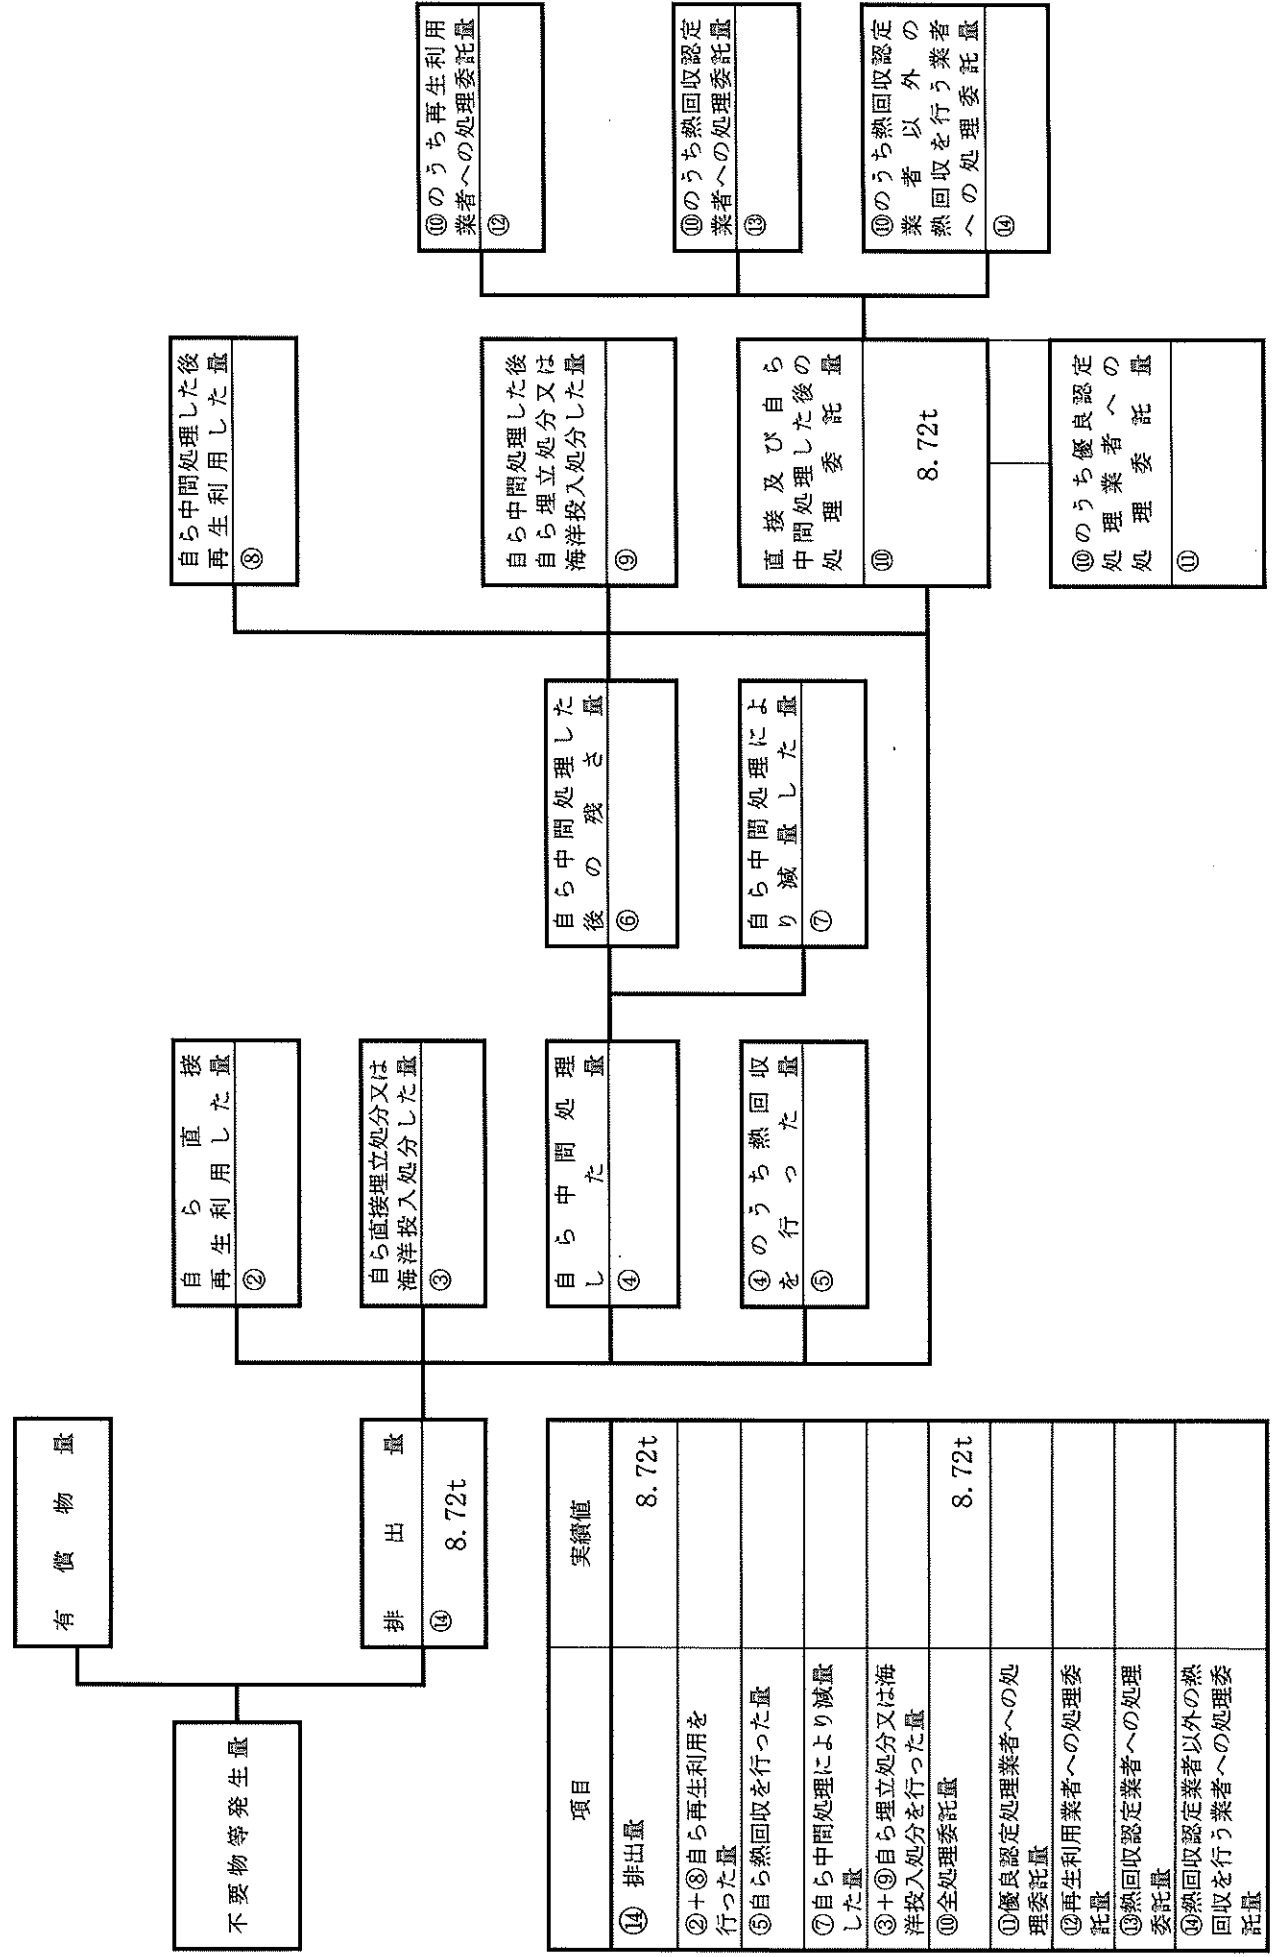 不要物等発生量
有償物量
排出量
⑭
8.72t
自ら直接
再生利用した量
②
自ら直接埋立処分又は
海洋投入処分した量
③
自ら中間処理
した量
④
④のうち熱回収
を行った量
⑤
自ら中間処理した
後の残さ量
⑥
自ら中間処理によ
り減量した量
⑦
自ら中間処理した後
再生利用した量
⑧
自ら中間処理した後
自ら埋立処分又は
海洋投入処分した量
⑨
直接及び自ら
中間処理した後の
処理委託量
⑩
8.72t
⑩のうち優良認定
処理業者への
処理委託量
⑪
⑩のうち再生利用
業者への処理委託量
⑫
⑩のうち熱回収認定
業者への処理委託量
⑬
⑩のうち熱回収認定
業者以外の
熱回収を行う業者
への処理委託量
⑭
項目 実績値
⑭ 排出量 8.72t
②+⑧自ら再生利用を
行った量
⑤自ら熱回収を行った量
⑦自ら中間処理により減量
した量
③+⑨自ら埋立処分又は海
洋投入処分を行った量
⑩全処理委託量 8.72t
⑪優良認定処理業者への処
理委託量
⑫再生利用業者への処理委
託量
⑬熱回収認定業者への処理
委託量
⑭熱回収認定業者以外の熱
回収を行う業者への処理委
託量